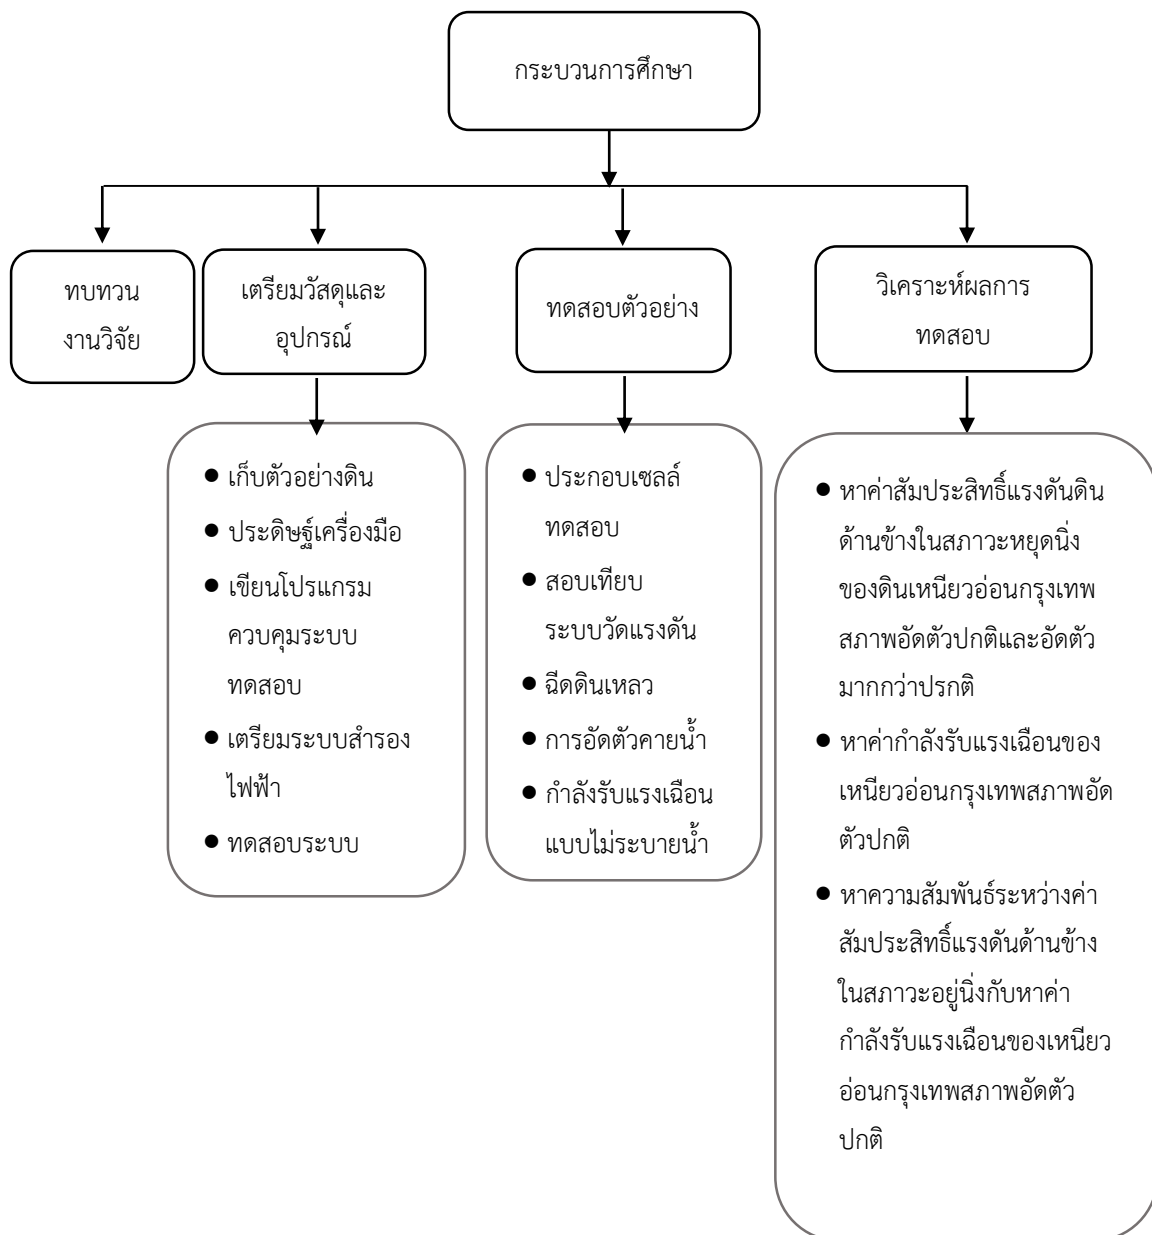 กระบวนการศึกษา
ทบทวน
งานวิจัย
เตรียมวัสดุและ
อุปกรณ์
ทดสอบตัวอย่าง
วิเคราะห์ผลการ
ทดสอบ
● เก็บตัวอย่างดิน
● ประดิษฐ์เครื่องมือ
● เขียนโปรแกรม
ควบคุมระบบ
ทดสอบ
● เตรียมระบบสำรอง
ไฟฟ้า
● ทดสอบระบบ
● ประกอบเซลล์
ทดสอบ
● สอบเทียบ
ระบบวัดแรงดัน
● ฉีดดินเหลว
● การอัดตัวคายน้ำ
● กำลังรับแรงเฉือน
แบบไม่ระบายน้ำ
● หาค่าสัมประสิทธิ์แรงดันดิน
ด้านข้างในสภาวะหยุดนิ่ง
ของดินเหนียวอ่อนกรุงเทพ
สภาพอัดตัวปกติและอัดตัว
มากกว่าปรกติ
● หาค่ากำลังรับแรงเฉือนของ
เหนียวอ่อนกรุงเทพสภาพอัด
ตัวปกติ
● หาความสัมพันธ์ระหว่างค่า
สัมประสิทธิ์แรงดันด้านข้าง
ในสภาวะอยู่นิ่งกับหาค่า
กำลังรับแรงเฉือนของเหนียว
อ่อนกรุงเทพสภาพอัดตัว
ปกติ